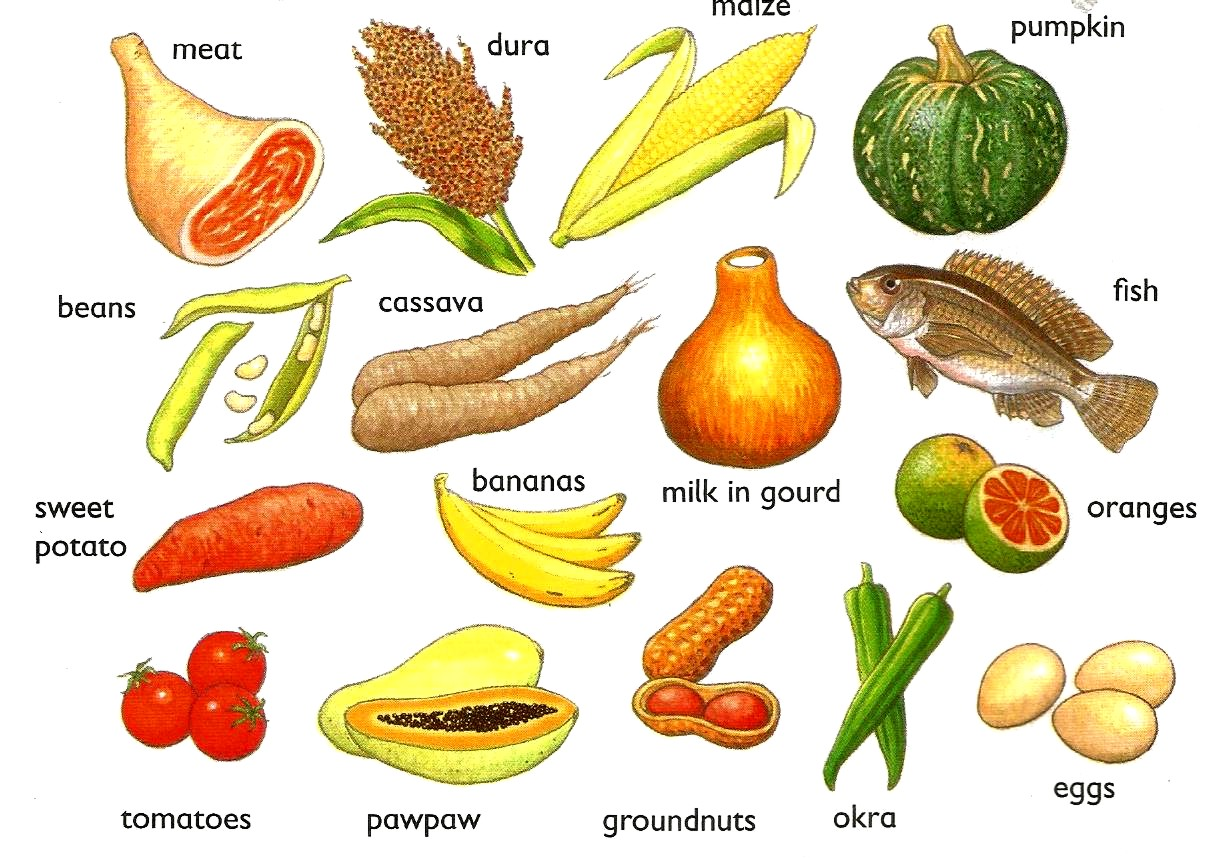 meat
dura
maize
pumpkin
beans
cassava
fish
milk in gourd
sweet
potato
bananas
oranges
tomatoes
pawpaw
groundnuts
okra
eggs